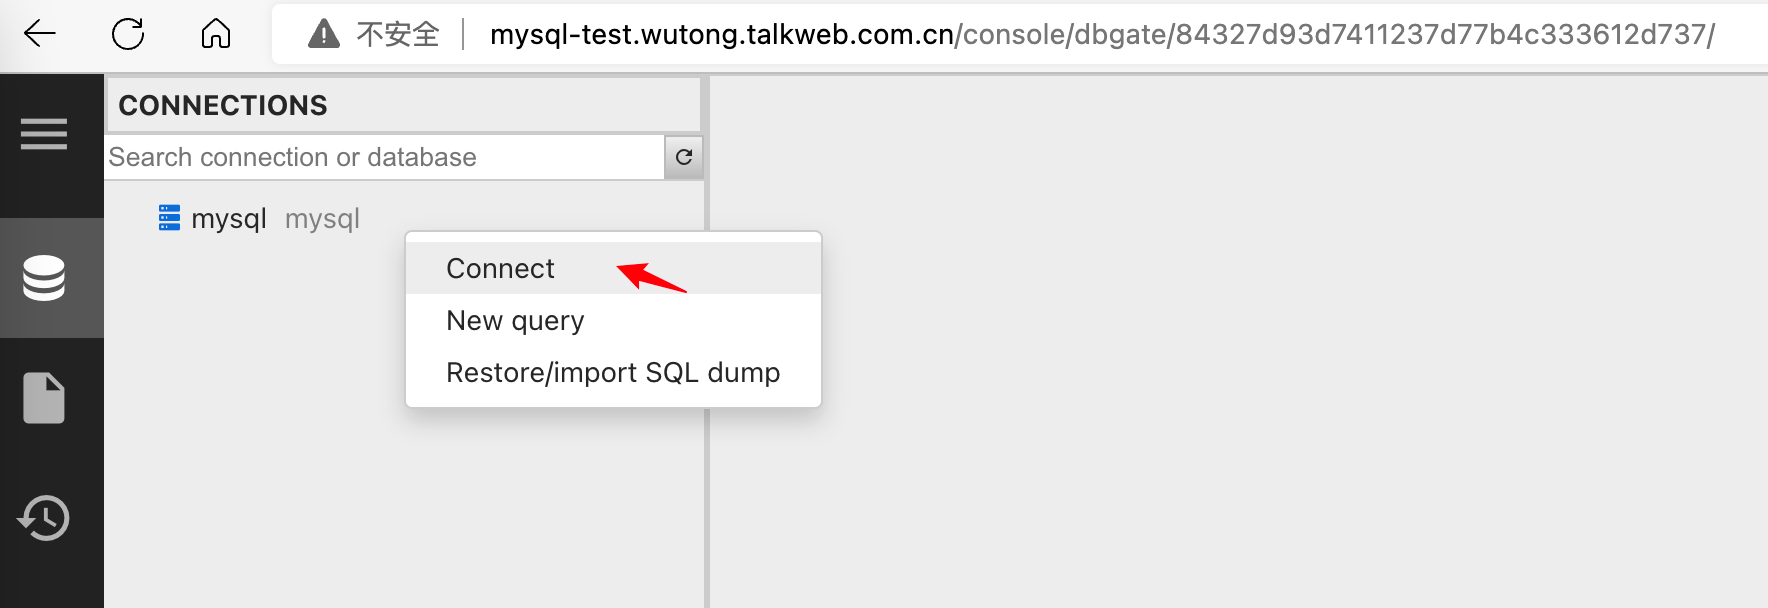 不安全 mysql-test.wutong.talkweb.com.cn/console/dbgate/84327d93d7411237d77b4c333612d737/
CONNECTIONS
Search connection or database
mysql mysql
Connect
New query
Restore/import SQL dump